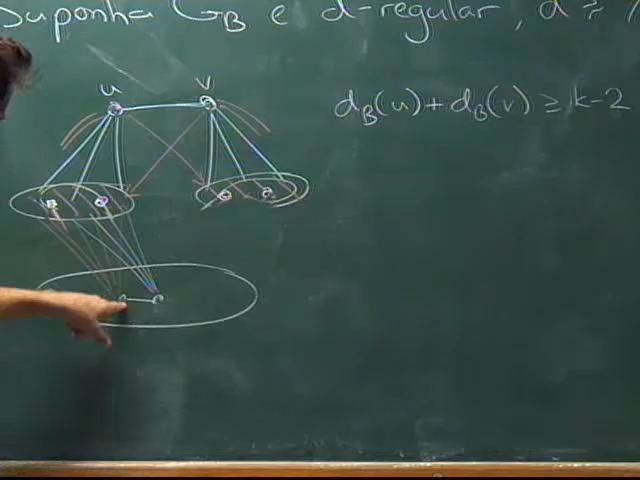 Suponha G_B é d-regular, d ≥
u v
d_B(u)+d_B(v) ≥ k-2